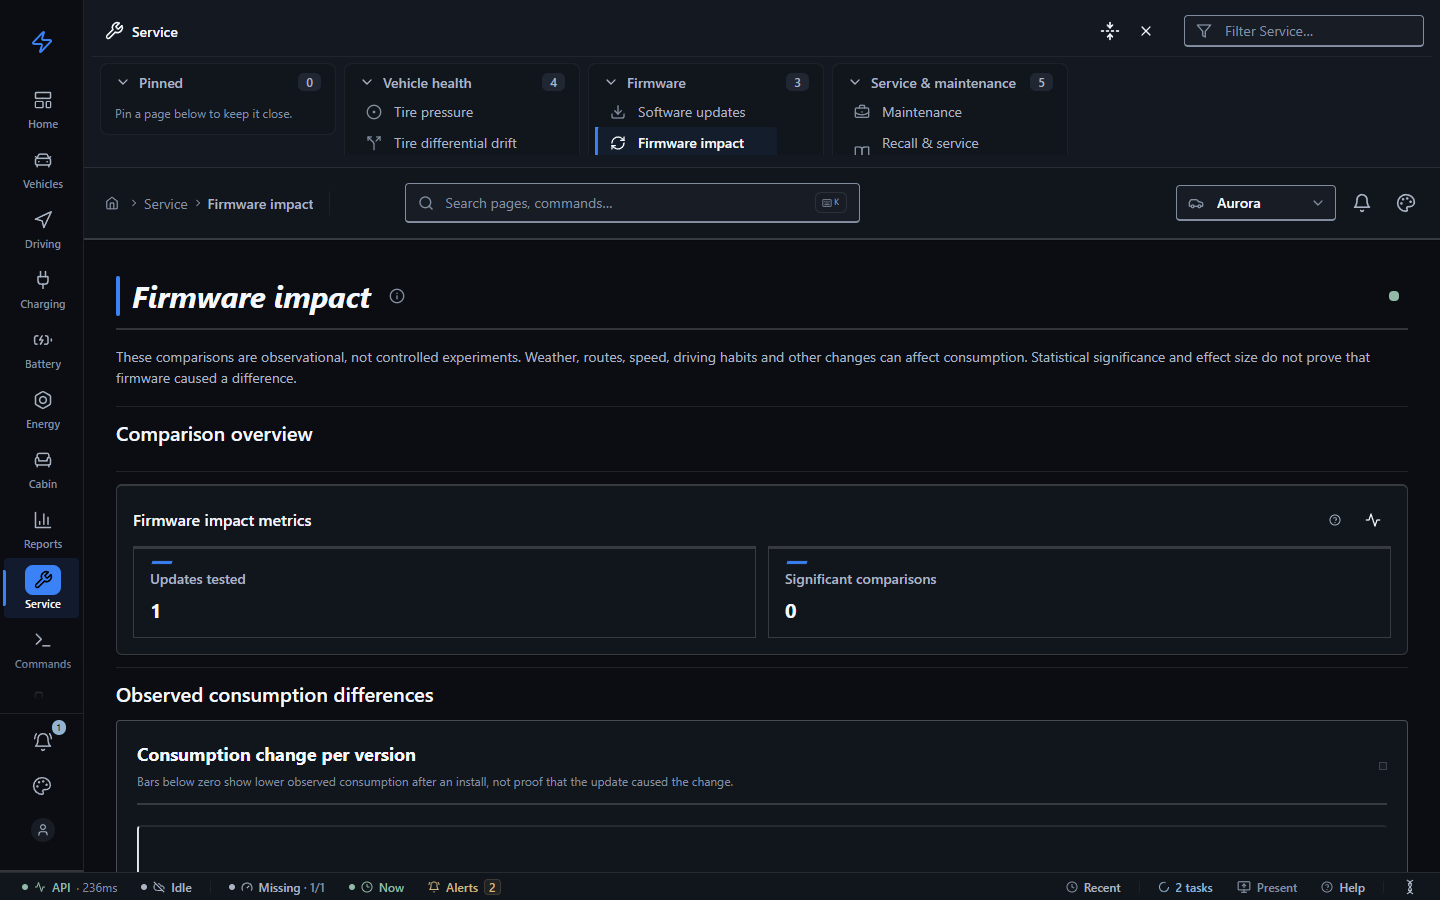 Service
Filter Service...
Pinned 0
Pin a page below to keep it close.
Vehicle health 4
Tire pressure
Tire differential drift
Firmware 3
Software updates
Firmware impact
Service & maintenance 5
Maintenance
Recall & service
Home
Vehicles
Driving
Charging
Battery
Energy
Cabin
Reports
Service
Commands
1
Service
Firmware impact
Search pages, commands...
K
Aurora
Firmware impact
These comparisons are observational, not controlled experiments. Weather, routes, speed, driving habits and other changes can affect consumption. Statistical significance and effect size do not prove that
firmware caused a difference.
Comparison overview
Firmware impact metrics
Updates tested
1
Significant comparisons
0
Observed consumption differences
Consumption change per version
Bars below zero show lower observed consumption after an install, not proof that the update caused the change.
API · 236ms
Idle
Missing · 1/1
Now
Alerts 2
Recent
2 tasks
Present
Help